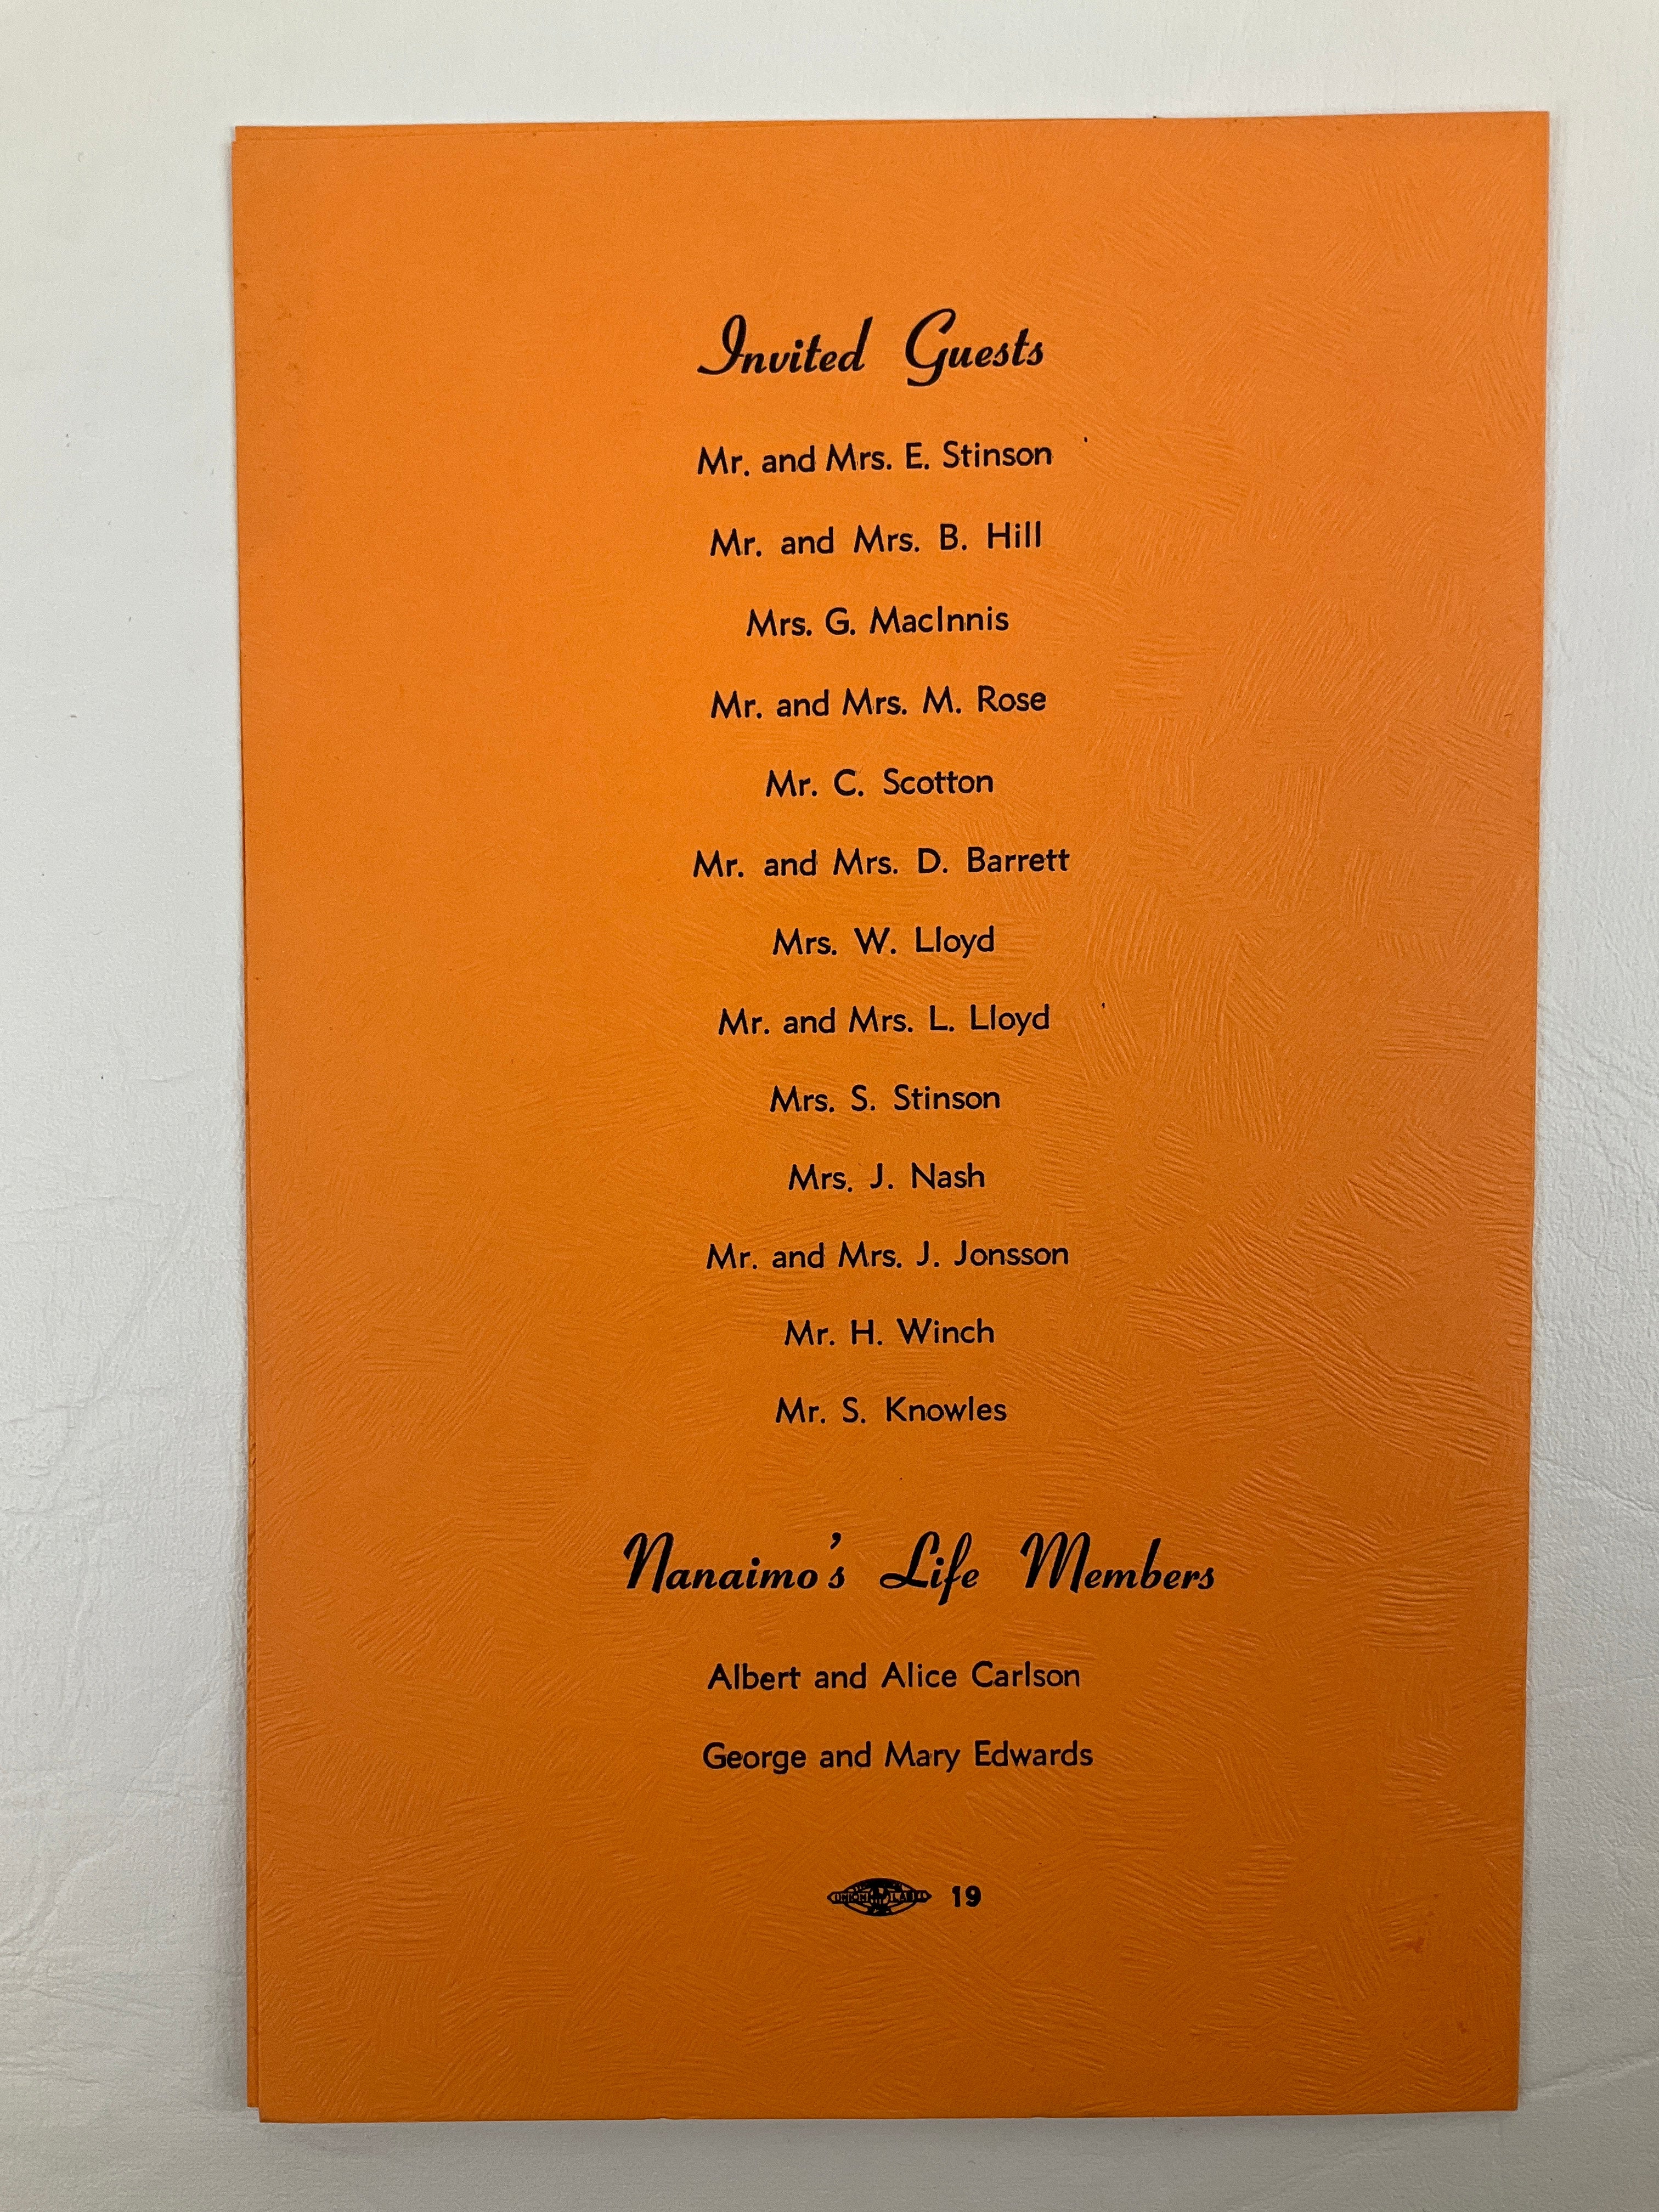 Invited Guests
Mr. and Mrs. E. Stinson
Mr. and Mrs. B. Hill
Mrs. G. MacInnis
Mr. and Mrs. M. Rose
Mr. C. Scotton
Mr. and Mrs. D. Barrett
Mrs. W. Lloyd
Mr. and Mrs. L. Lloyd
Mrs. S. Stinson
Mrs. J. Nash
Mr. and Mrs. J. Jonsson
Mr. H. Winch
Mr. S. Knowles
Nanaimo's Life Members
Albert and Alice Carlson
George and Mary Edwards
UNION LABEL 19